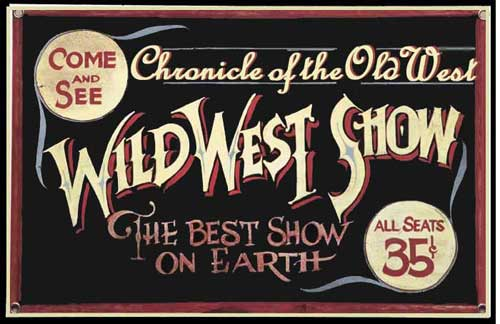 COME
AND
SEE
Chronicle of the Old West
WILD WEST SHOW
THE BEST SHOW
ON EARTH
ALL SEATS
35¢